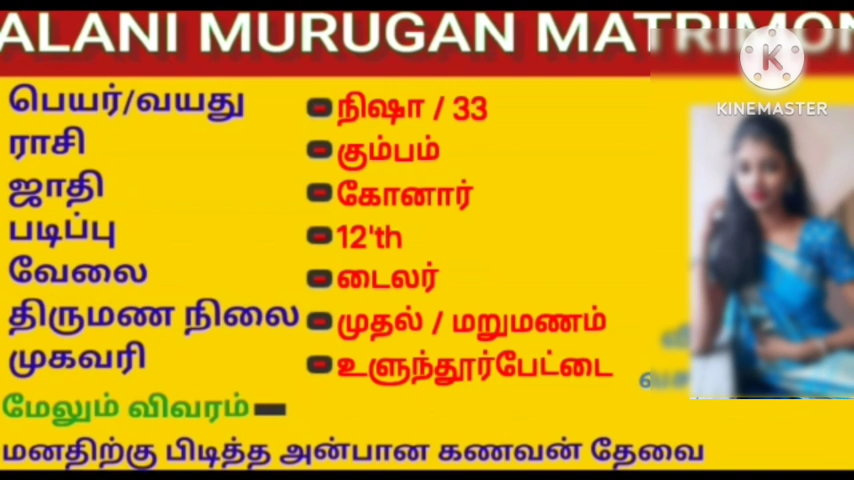 ALANI MURUGAN MATRIMON
KINEMASTER
பெயர்/வயது - நிஷா / 33
ராசி - கும்பம்
ஜாதி - கோனார்
படிப்பு - 12'th
வேலை - டைலர்
திருமண நிலை - முதல் / மறுமணம்
முகவரி - உளுந்தூர்பேட்டை
மேலும் விவரம் -
மனதிற்கு பிடித்த அன்பான கணவன் தேவை